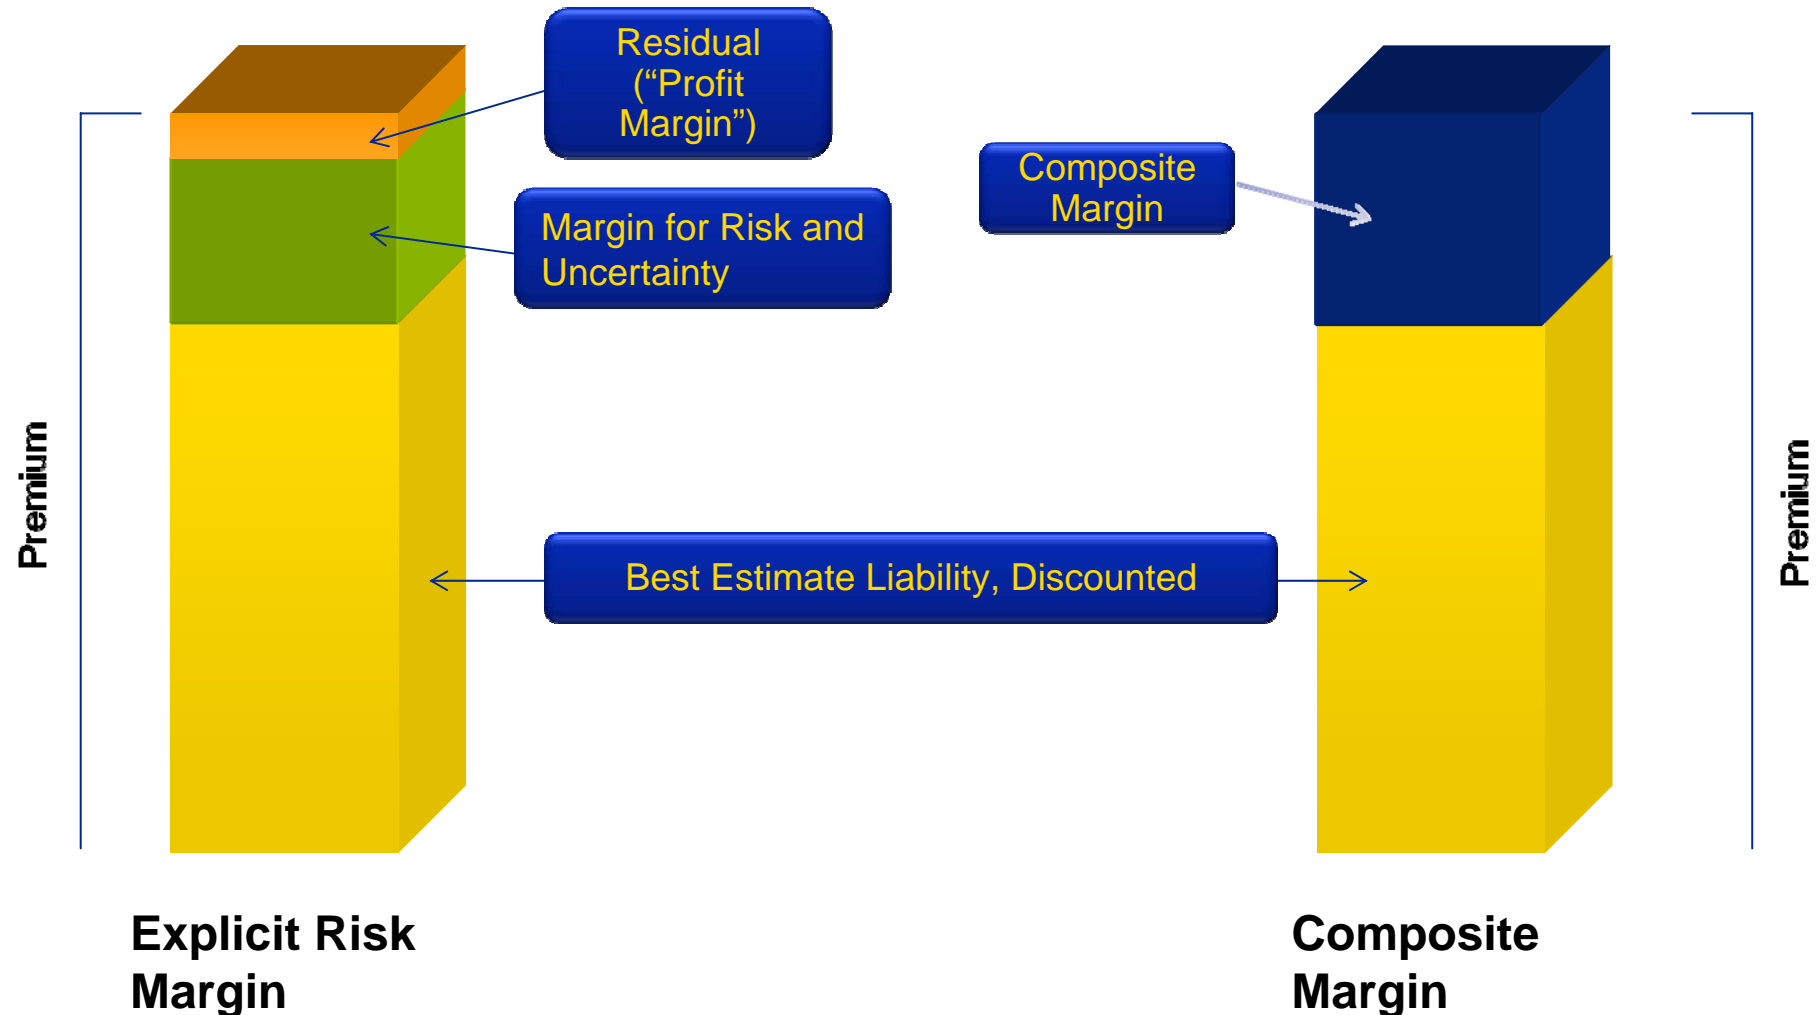 Residual
(“Profit
Margin”)
Composite
Margin
Margin for Risk and
Uncertainty
Premium
Premium
Best Estimate Liability, Discounted
Explicit Risk
Margin
Composite
Margin